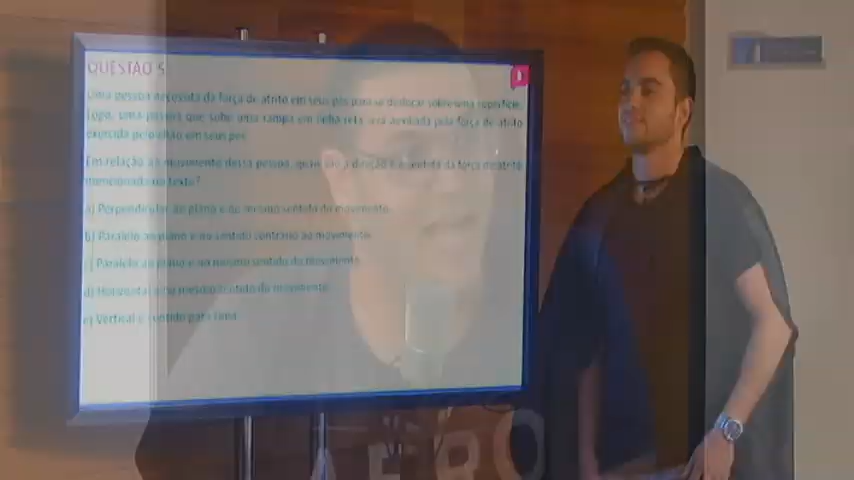 QUESTÃO 5
Uma pessoa necessita da força de atrito em seus pés para se deslocar sobre uma superfície.
Logo, uma pessoa que sobe uma rampa em linha reta será auxiliada pela força de atrito
exercida pelo chão em seus pés.
Em relação ao movimento dessa pessoa, quais são a direção e o sentido da força de atrito
mencionada no texto?
a) Perpendicular ao plano e no mesmo sentido do movimento.
b) Paralelo ao plano e no sentido contrário ao movimento.
c) Paralelo ao plano e no mesmo sentido do movimento.
d) Horizontal e no mesmo sentido do movimento.
e) Vertical e sentido para cima.
AERO